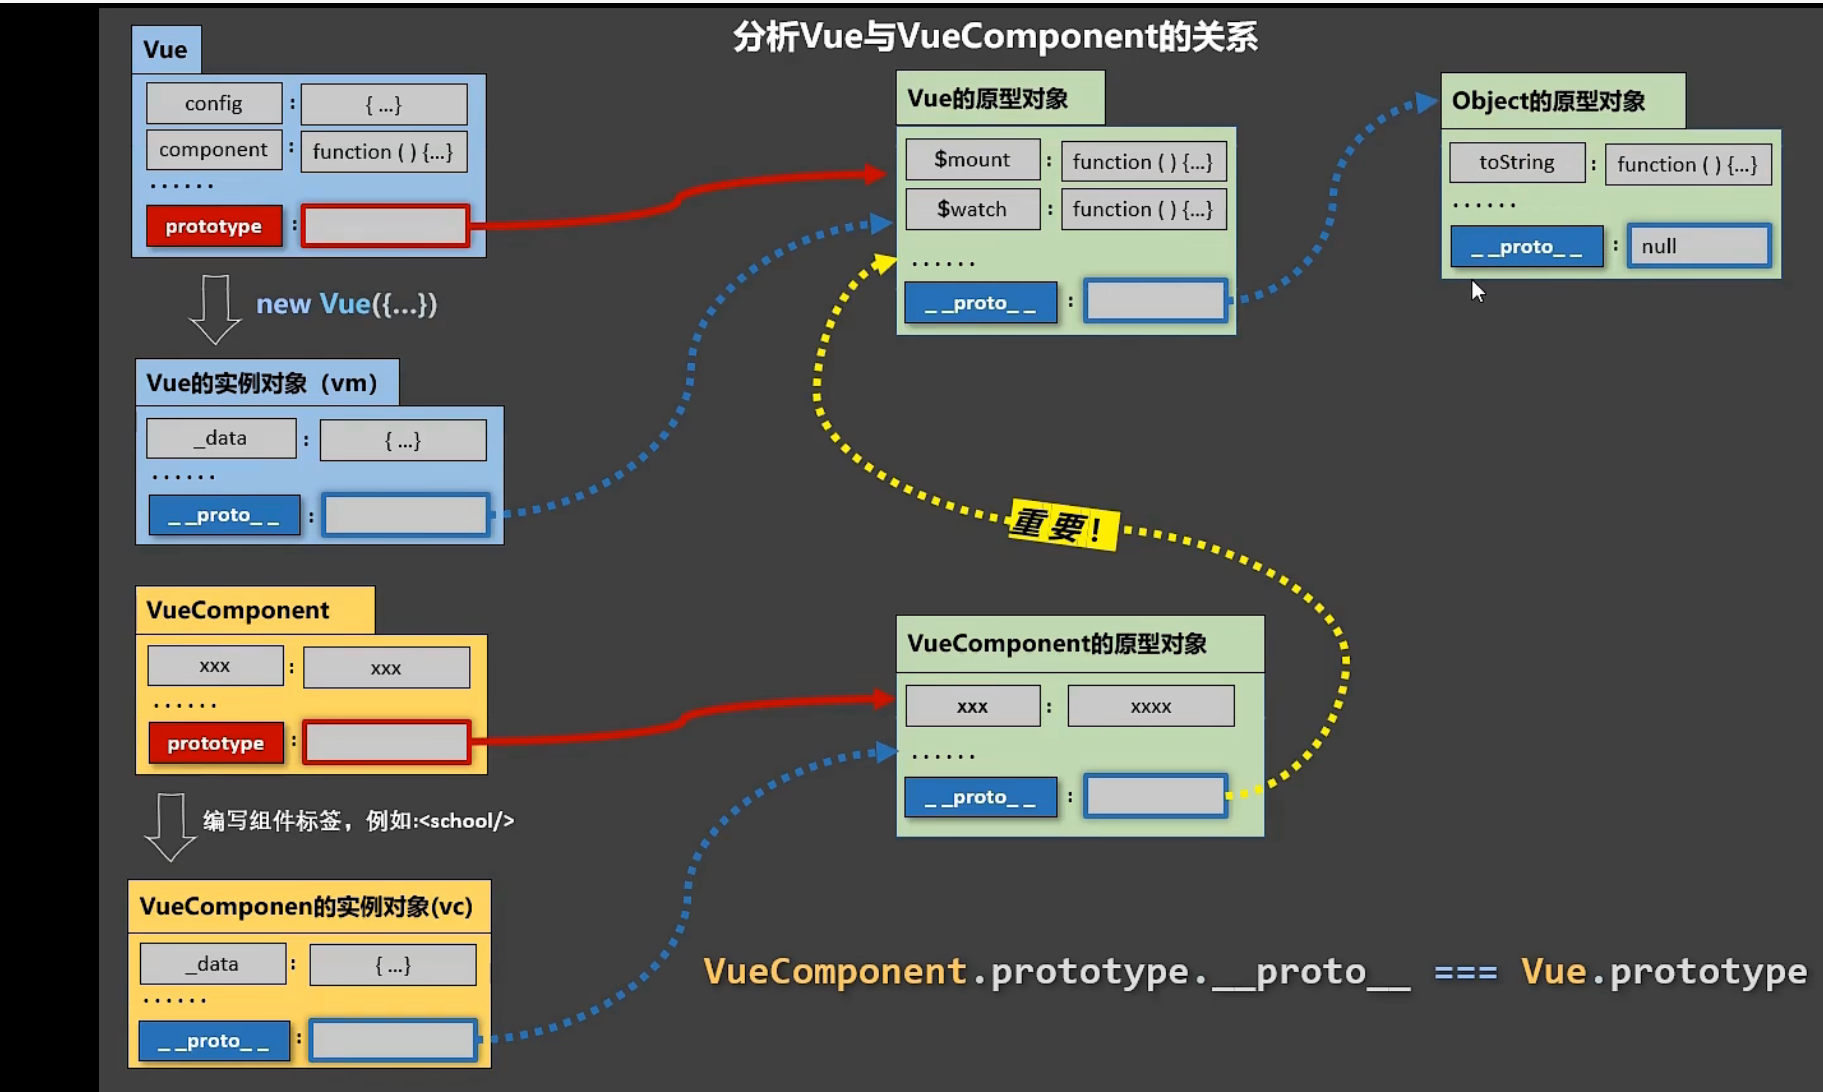 分析Vue与VueComponent的关系
Vue
config : { ...}
component : function ( ) {...}
......
prototype :
new Vue({...})
Vue的实例对象（vm）
_data : { ...}
......
_ _proto_ _ :
VueComponent
xxx : xxx
......
prototype :
编写组件标签，例如:<school/>
VueComponen的实例对象(vc)
_data : { ...}
......
_ _proto_ _ :
Vue的原型对象
$mount : function ( ) {...}
$watch : function ( ) {...}
......
_ _proto_ _ :
Object的原型对象
toString : function ( ) {...}
......
_ _proto_ _ : null
重要！
VueComponent的原型对象
xxx : xxxx
......
_ _proto_ _ :
VueComponent.prototype.__proto__ === Vue.prototype